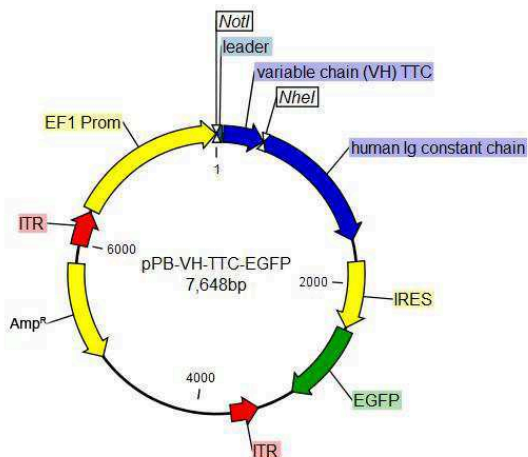 NotI
leader
variable chain (VH) TTC
NheI
EF1 Prom
human Ig constant chain
1
ITR
6000
pPB-VH-TTC-EGFP
7,648bp
2000
IRES
AmpR
4000
EGFP
ITR